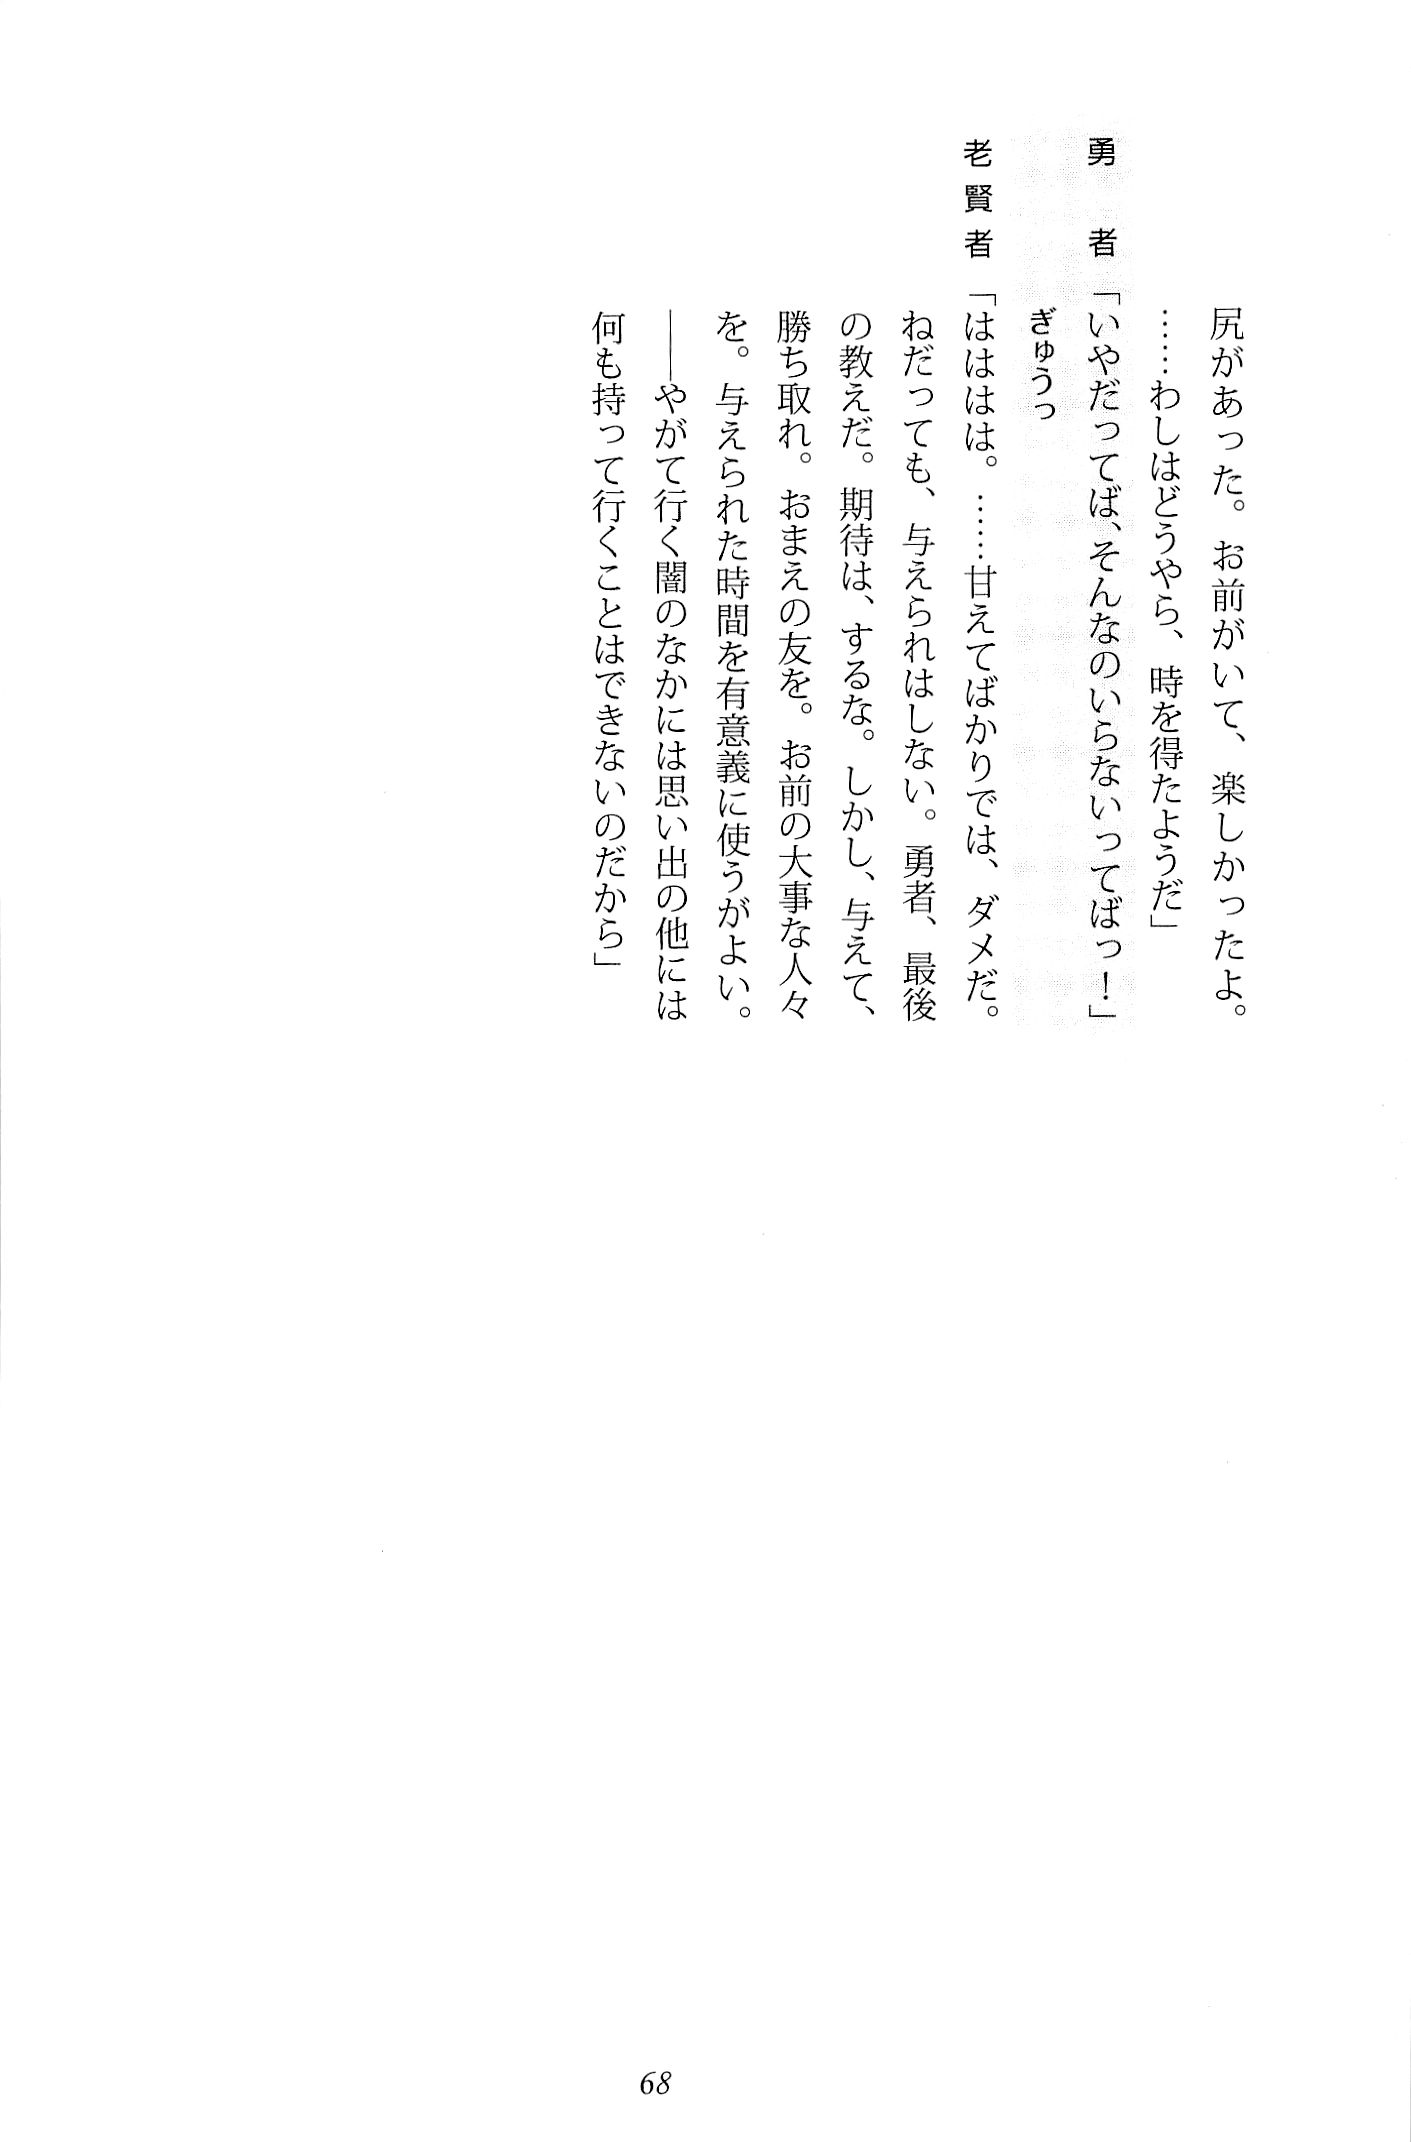 尻があった。お前がいて、楽しかったよ。
……わしはどうやら、時を得たようだ」
勇　者「いやだってば、そんなのいらないってばっ！」
ぎゅうっ
老賢者「はははは。……甘えてばかりでは、ダメだ。
ねだっても、与えられはしない。勇者、最後
の教えだ。期待は、するな。しかし、与えて、
勝ち取れ。おまえの友を。お前の大事な人々
を。与えられた時間を有意義に使うがよい。
――やがて行く闇のなかには思い出の他には
何も持って行くことはできないのだから」
68